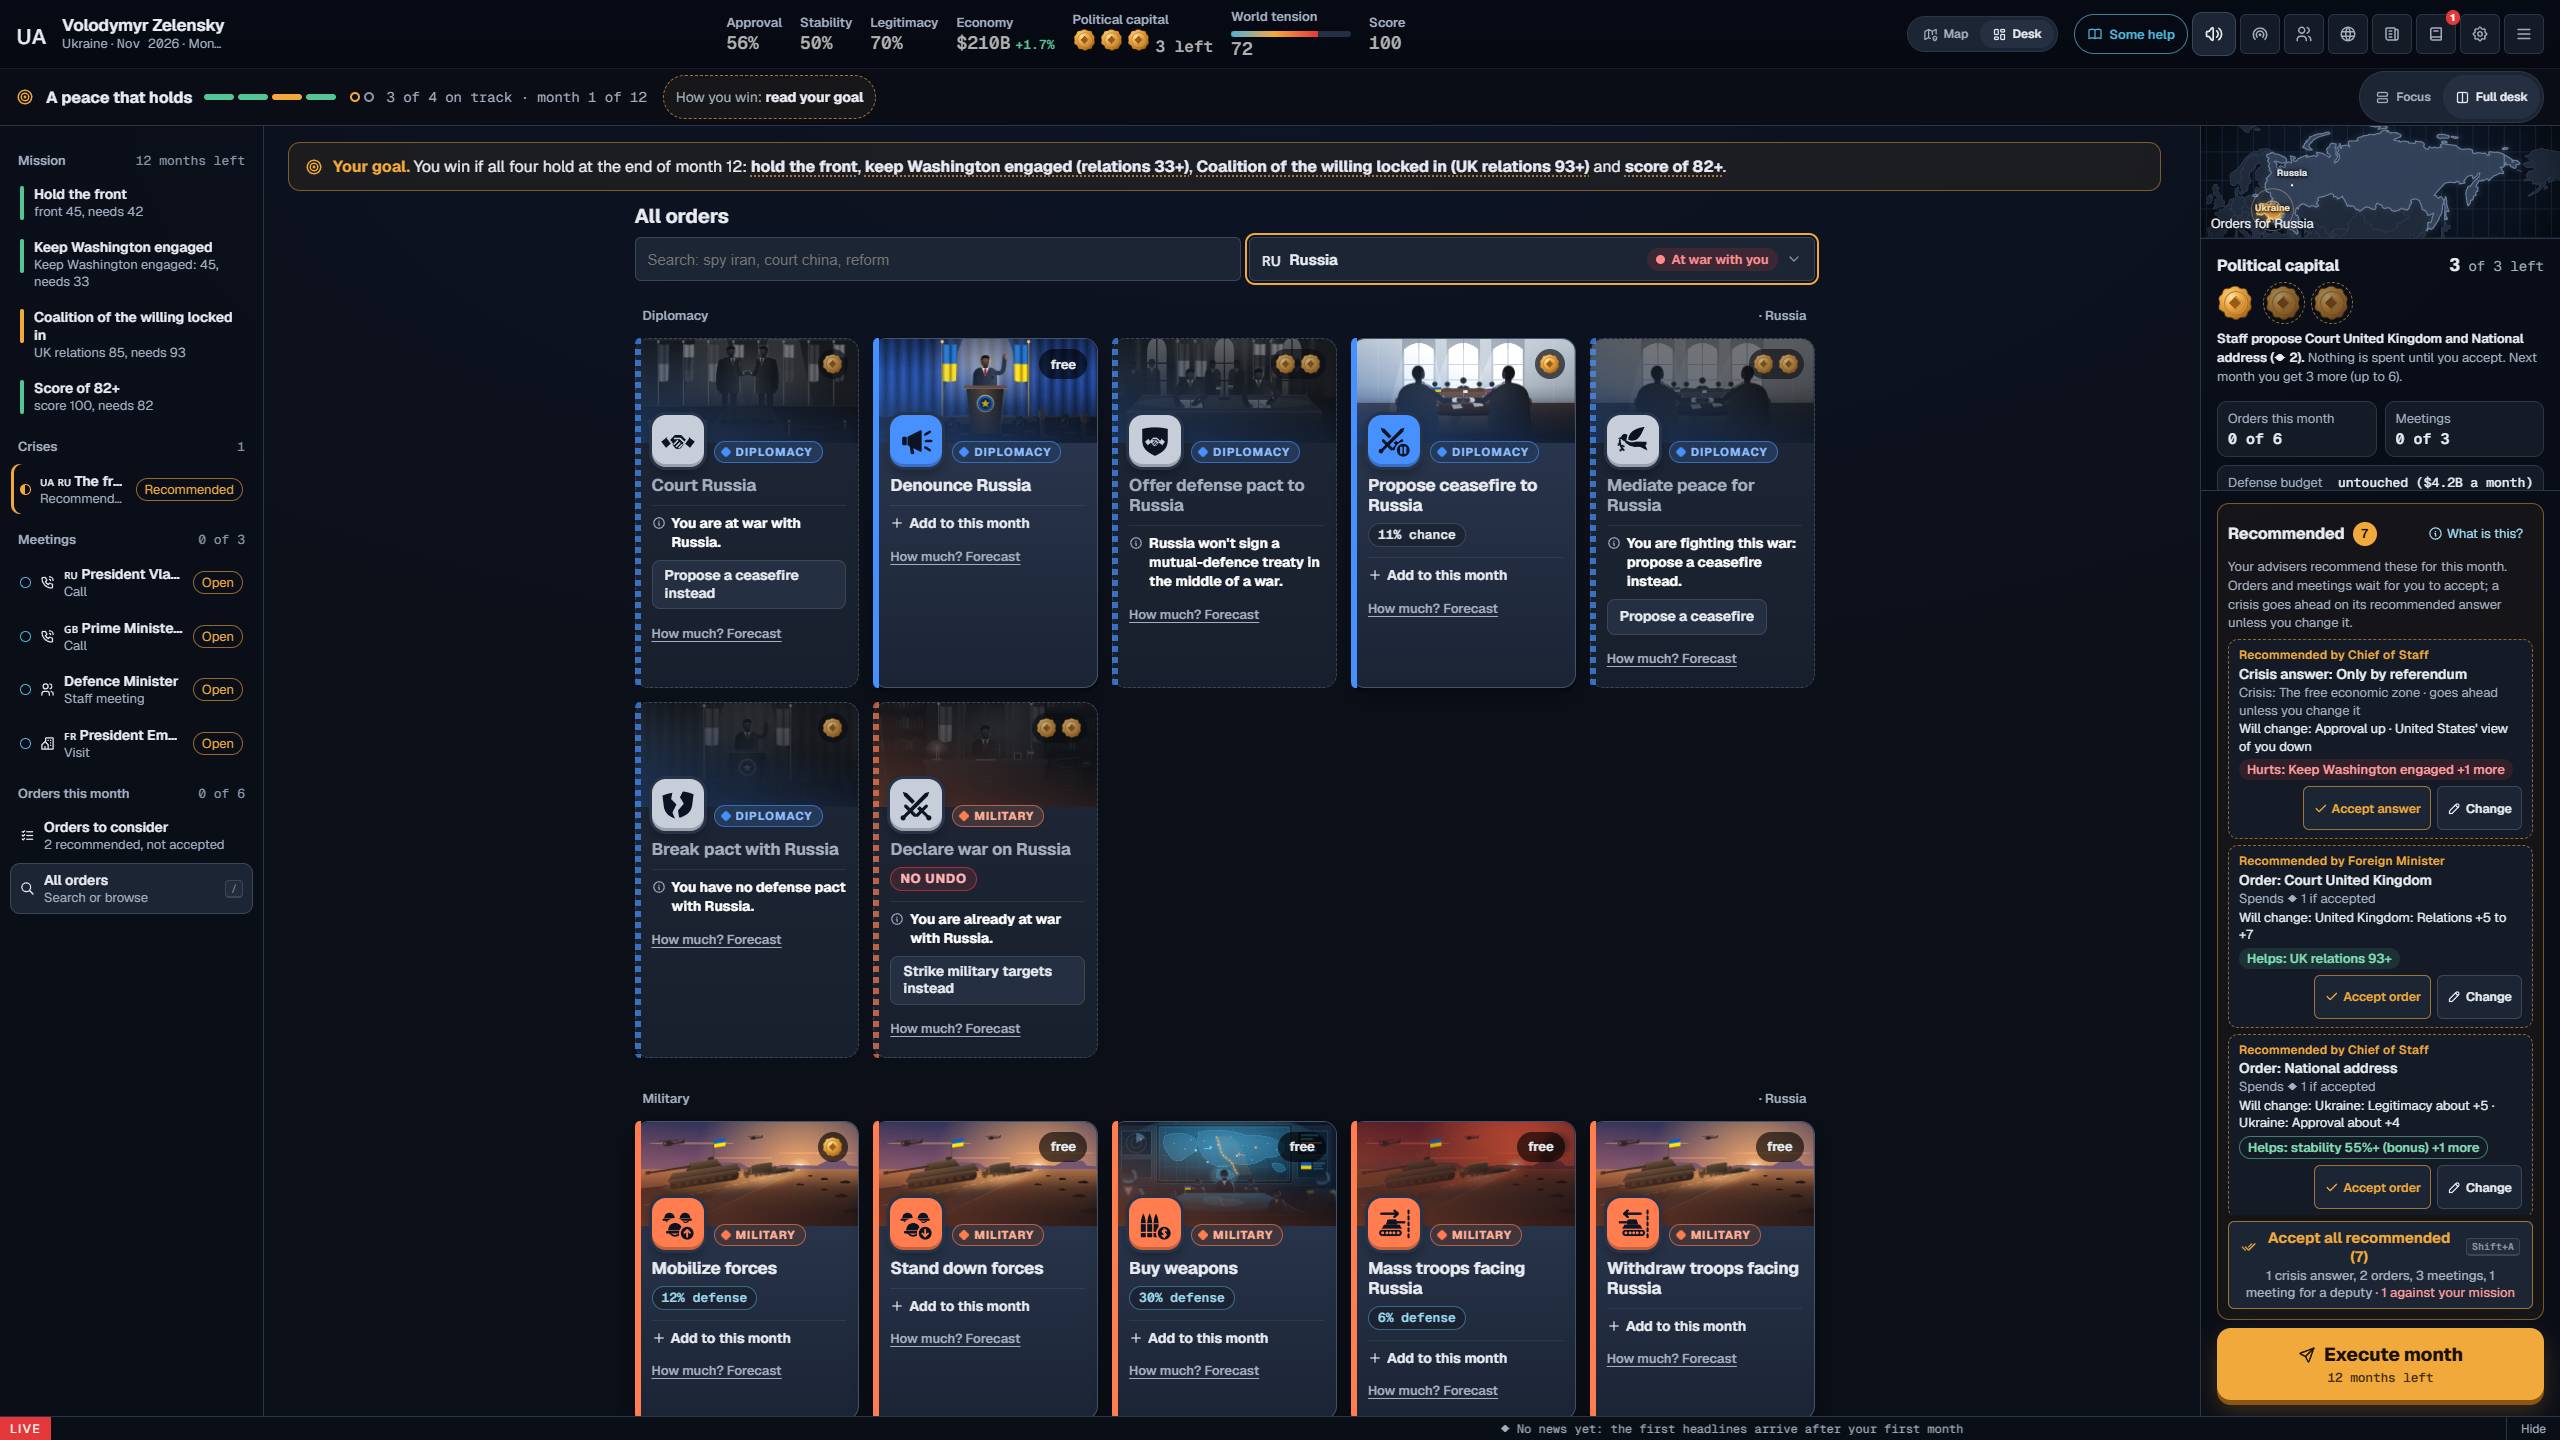 UA
Volodymyr Zelensky
Ukraine · Nov 2026 · Mon...
Approval
56%
Stability
50%
Legitimacy
70%
Economy
$210B +1.7%
Political capital
3 left
World tension
72
Score
100
Map
Desk
Some help
1
A peace that holds
3 of 4 on track · month 1 of 12
How you win: read your goal
Focus
Full desk
Mission
12 months left
Hold the front
front 45, needs 42
Keep Washington engaged
Keep Washington engaged: 45,
needs 33
Coalition of the willing locked
in
UK relations 85, needs 93
Score of 82+
score 100, needs 82
Crises
1
UA RU The fr...
Recommend...
Recommended
Meetings
0 of 3
RU President Vla...
Call
Open
GB Prime Ministe...
Call
Open
Defence Minister
Staff meeting
Open
FR President Em...
Visit
Open
Orders this month
0 of 6
Orders to consider
2 recommended, not accepted
All orders
Search or browse
/
Your goal. You win if all four hold at the end of month 12: hold the front, keep Washington engaged (relations 33+), Coalition of the willing locked in (UK relations 93+) and score of 82+.
All orders
Search: spy iran, court china, reform
RU Russia
At war with you
Diplomacy
· Russia
DIPLOMACY
Court Russia
You are at war with
Russia.
Propose a ceasefire
instead
How much? Forecast
free
DIPLOMACY
Denounce Russia
+ Add to this month
How much? Forecast
DIPLOMACY
Offer defense pact to
Russia
Russia won't sign a
mutual-defence treaty in
the middle of a war.
How much? Forecast
DIPLOMACY
Propose ceasefire to
Russia
11% chance
+ Add to this month
How much? Forecast
DIPLOMACY
Mediate peace for
Russia
You are fighting this war:
propose a ceasefire
instead.
Propose a ceasefire
How much? Forecast
DIPLOMACY
Break pact with Russia
You have no defense pact
with Russia.
How much? Forecast
MILITARY
Declare war on Russia
NO UNDO
You are already at war
with Russia.
Strike military targets
instead
How much? Forecast
Military
· Russia
MILITARY
Mobilize forces
12% defense
+ Add to this month
How much? Forecast
free
MILITARY
Stand down forces
+ Add to this month
How much? Forecast
free
MILITARY
Buy weapons
30% defense
+ Add to this month
How much? Forecast
free
MILITARY
Mass troops facing
Russia
6% defense
+ Add to this month
How much? Forecast
free
MILITARY
Withdraw troops facing
Russia
+ Add to this month
How much? Forecast
Russia
Ukraine
Orders for Russia
Political capital
3 of 3 left
Staff propose Court United Kingdom and National
address (◆ 2). Nothing is spent until you accept. Next
month you get 3 more (up to 6).
Orders this month
0 of 6
Meetings
0 of 3
Defense budget untouched ($4.2B a month)
Recommended 7
What is this?
Your advisers recommend these for this month.
Orders and meetings wait for you to accept; a
crisis goes ahead on its recommended answer
unless you change it.
Recommended by Chief of Staff
Crisis answer: Only by referendum
Crisis: The free economic zone · goes ahead
unless you change it
Will change: Approval up · United States' view
of you down
Hurts: Keep Washington engaged +1 more
Accept answer
Change
Recommended by Foreign Minister
Order: Court United Kingdom
Spends ◆ 1 if accepted
Will change: United Kingdom: Relations +5 to
+7
Helps: UK relations 93+
Accept order
Change
Recommended by Chief of Staff
Order: National address
Spends ◆ 1 if accepted
Will change: Ukraine: Legitimacy about +5 ·
Ukraine: Approval about +4
Helps: stability 55%+ (bonus) +1 more
Accept order
Change
Accept all recommended
(7)
Shift+A
1 crisis answer, 2 orders, 3 meetings, 1
meeting for a deputy · 1 against your mission
Execute month
12 months left
LIVE
◆ No news yet: the first headlines arrive after your first month
Hide